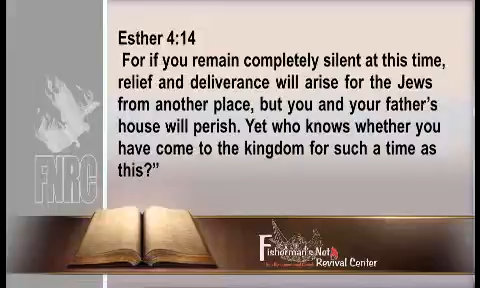 Esther 4:14
For if you remain completely silent at this time,
relief and deliverance will arise for the Jews
from another place, but you and your father's
house will perish. Yet who knows whether you
have come to the kingdom for such a time as
this?”
FNRC
Fisherman's Net
Revival Center